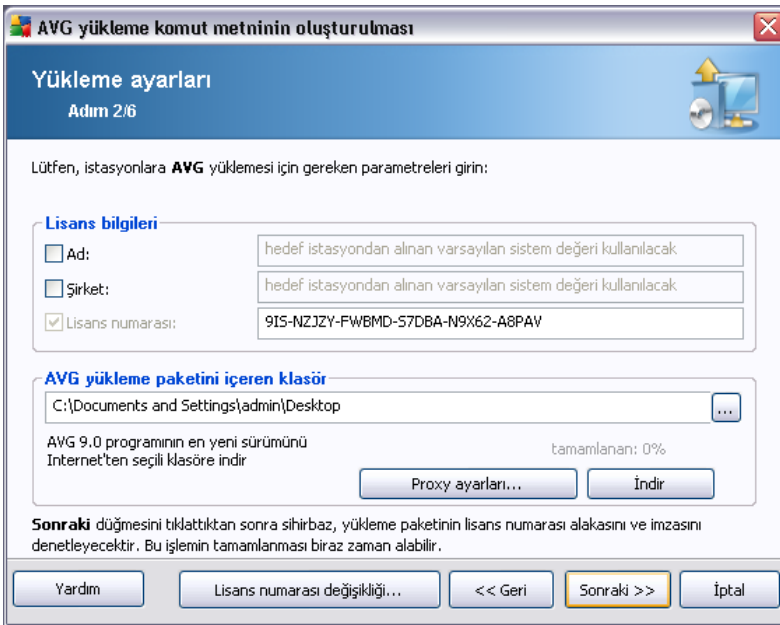 AVG yükleme komut metninin oluşturulması
Yükleme ayarları
Adım 2/6
Lütfen, istasyonlara AVG yüklemesi için gereken parametreleri girin:
Lisans bilgileri
Ad: hedef istasyondan alınan varsayılan sistem değeri kullanılacak
Şirket: hedef istasyondan alınan varsayılan sistem değeri kullanılacak
Lisans numarası: 9IS-NZJZY-FWBMD-S7DBA-N9X62-A8PAV
AVG yükleme paketini içeren klasör
C:\Documents and Settings\admin\Desktop ...
AVG 9.0 programının en yeni sürümünü
Internet'ten seçili klasöre indir
tamamlanan: 0%
Proxy ayarları... İndir
Sonraki düğmesini tıklattıktan sonra sihirbaz, yükleme paketinin lisans numarası alakasını ve imzasını
denetleyecektir. Bu işlemin tamamlanması biraz zaman alabilir.
Yardım Lisans numarası değişikliği... << Geri Sonraki >> İptal